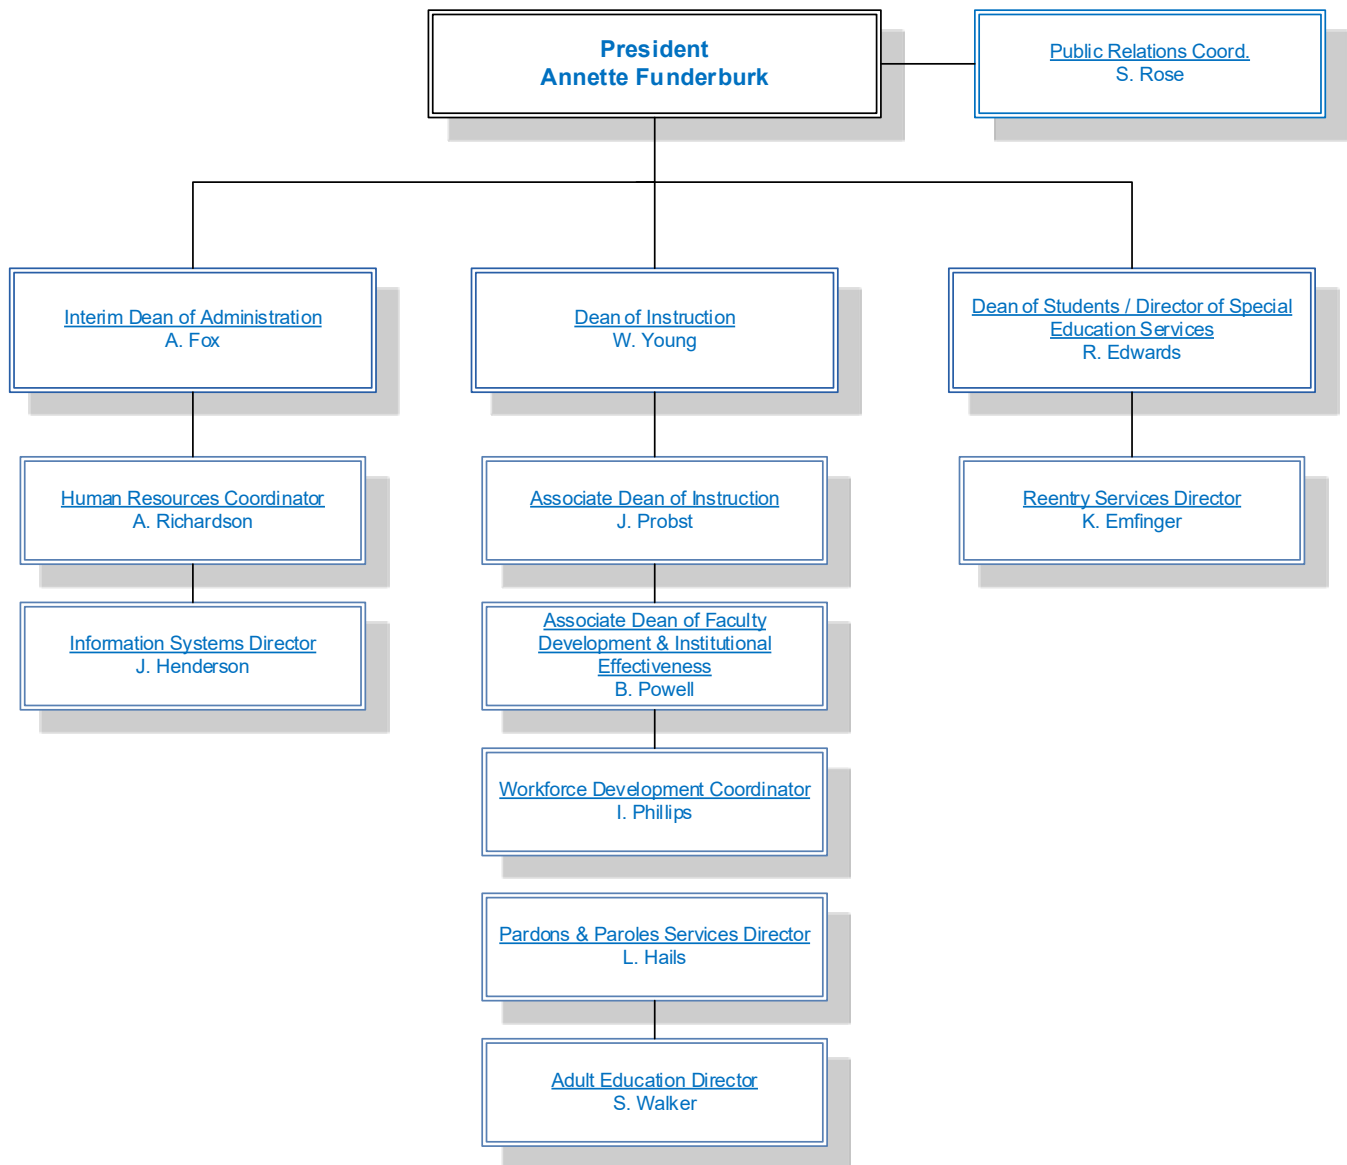 President
Annette Funderburk
Public Relations Coord.
S. Rose
Interim Dean of Administration
A. Fox
Dean of Instruction
W. Young
Dean of Students / Director of Special
Education Services
R. Edwards
Human Resources Coordinator
A. Richardson
Associate Dean of Instruction
J. Probst
Reentry Services Director
K. Emfinger
Information Systems Director
J. Henderson
Associate Dean of Faculty
Development & Institutional
Effectiveness
B. Powell
Workforce Development Coordinator
I. Phillips
Pardons & Paroles Services Director
L. Hails
Adult Education Director
S. Walker